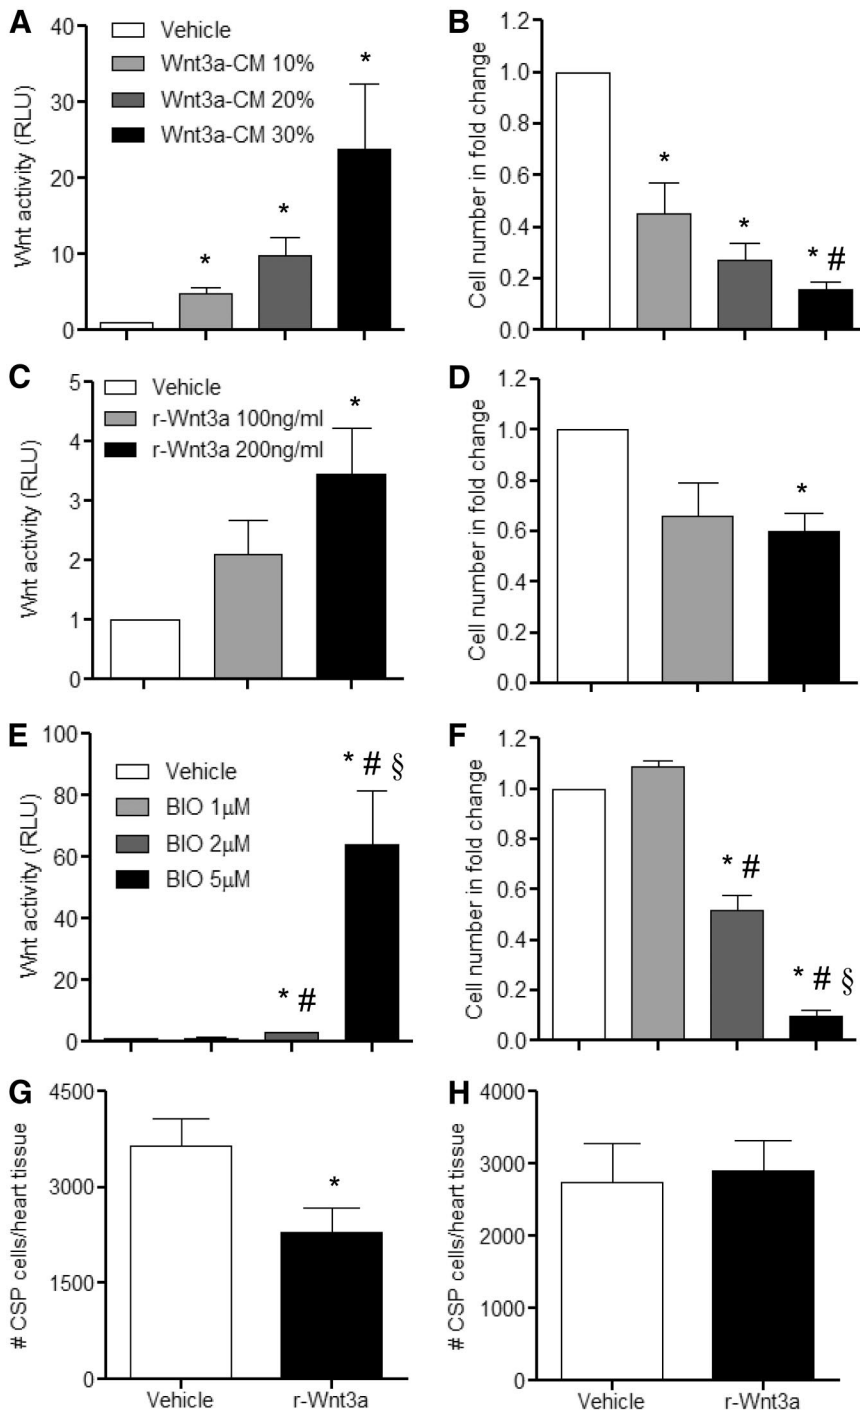 A
Wnt activity (RLU)
40
30
20
10
0
Vehicle
Wnt3a-CM 10%
Wnt3a-CM 20%
Wnt3a-CM 30%
*
*
*
B
Cell number in fold change
1.2
1.0
0.8
0.6
0.4
0.2
0.0
*
*
* #
C
Wnt activity (RLU)
5
4
3
2
1
0
Vehicle
r-Wnt3a 100ng/ml
r-Wnt3a 200ng/ml
*
D
Cell number in fold change
1.2
1.0
0.8
0.6
0.4
0.2
0.0
*
E
Wnt activity (RLU)
100
80
60
40
20
0
Vehicle
BIO 1μM
BIO 2μM
BIO 5μM
* #
* # §
F
Cell number in fold change
1.2
1.0
0.8
0.6
0.4
0.2
0.0
* #
* # §
G
# CSP cells/heart tissue
4500
3000
1500
0
*
Vehicle
r-Wnt3a
H
# CSP cells/heart tissue
4000
3000
2000
1000
0
Vehicle
r-Wnt3a